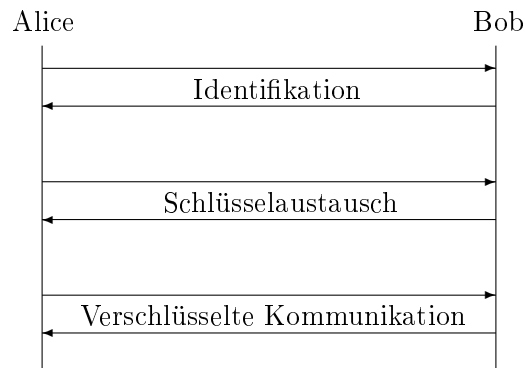 Alice Bob
Identifikation
Schlüsselaustausch
Verschlüsselte Kommunikation